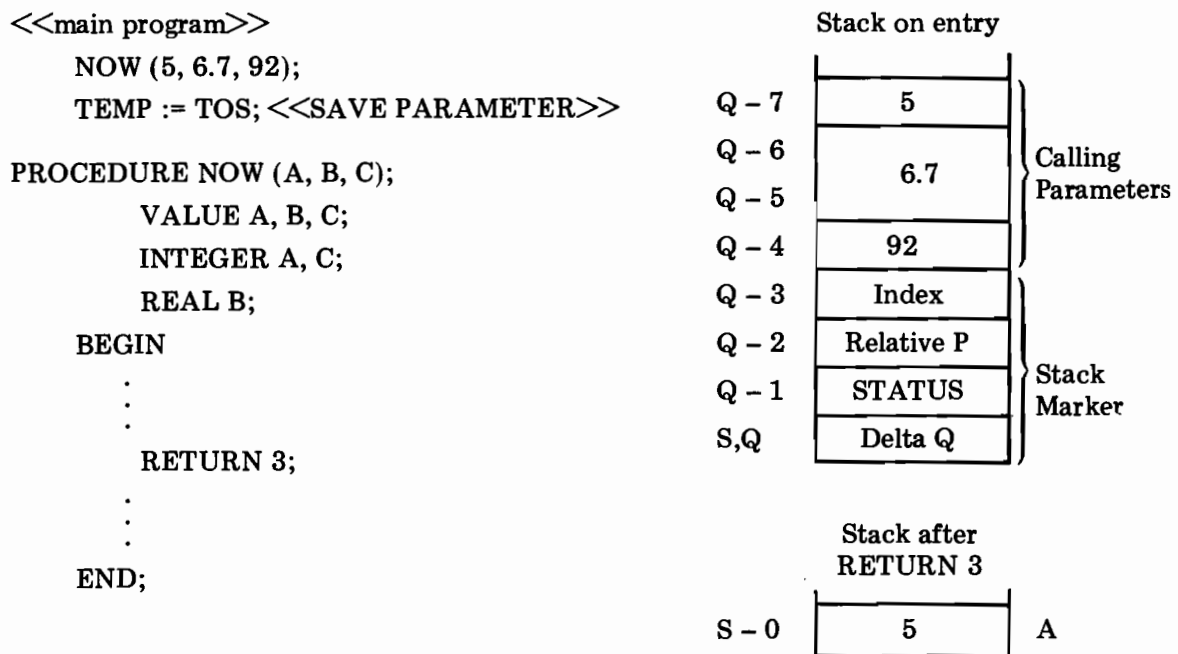 <<main program>>
NOW (5, 6.7, 92);
TEMP := TOS; <<SAVE PARAMETER>>
PROCEDURE NOW (A, B, C);
VALUE A, B, C;
INTEGER A, C;
REAL B;
BEGIN
.
.
.
RETURN 3;
.
.
.
END;
Stack on entry
Q – 7 5
Q – 6
6.7
Q – 5
Calling
Parameters
Q – 4 92
Q – 3 Index
Q – 2 Relative P
Q – 1 STATUS
Stack
Marker
S,Q Delta Q
Stack after
RETURN 3
S – 0 5 A